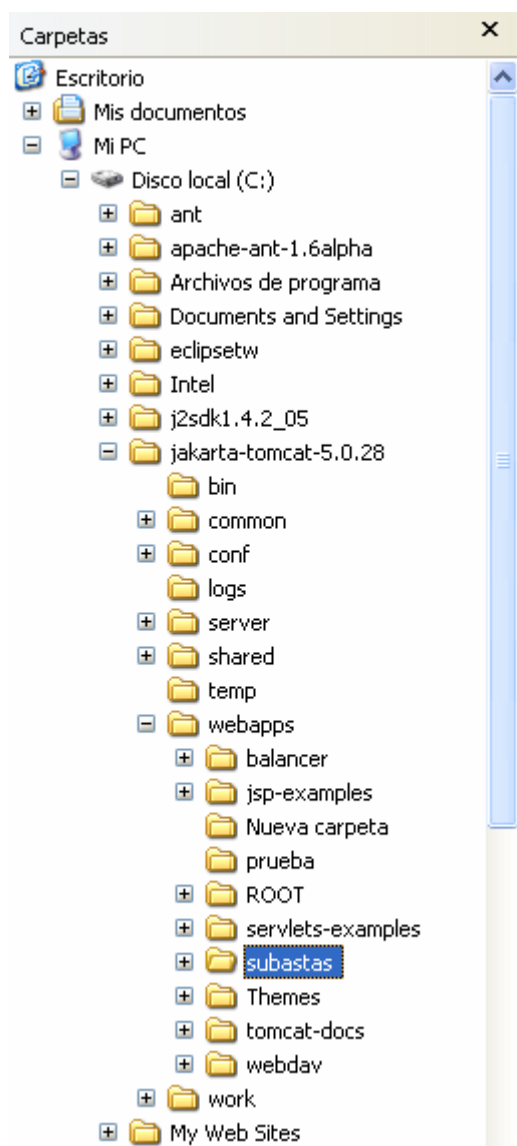 Carpetas
Escritorio
Mis documentos
Mi PC
Disco local (C:)
ant
apache-ant-1.6alpha
Archivos de programa
Documents and Settings
eclipsetw
Intel
j2sdk1.4.2_05
jakarta-tomcat-5.0.28
bin
common
conf
logs
server
shared
temp
webapps
balancer
jsp-examples
Nueva carpeta
prueba
ROOT
servlets-examples
subastas
Themes
tomcat-docs
webdav
work
My Web Sites